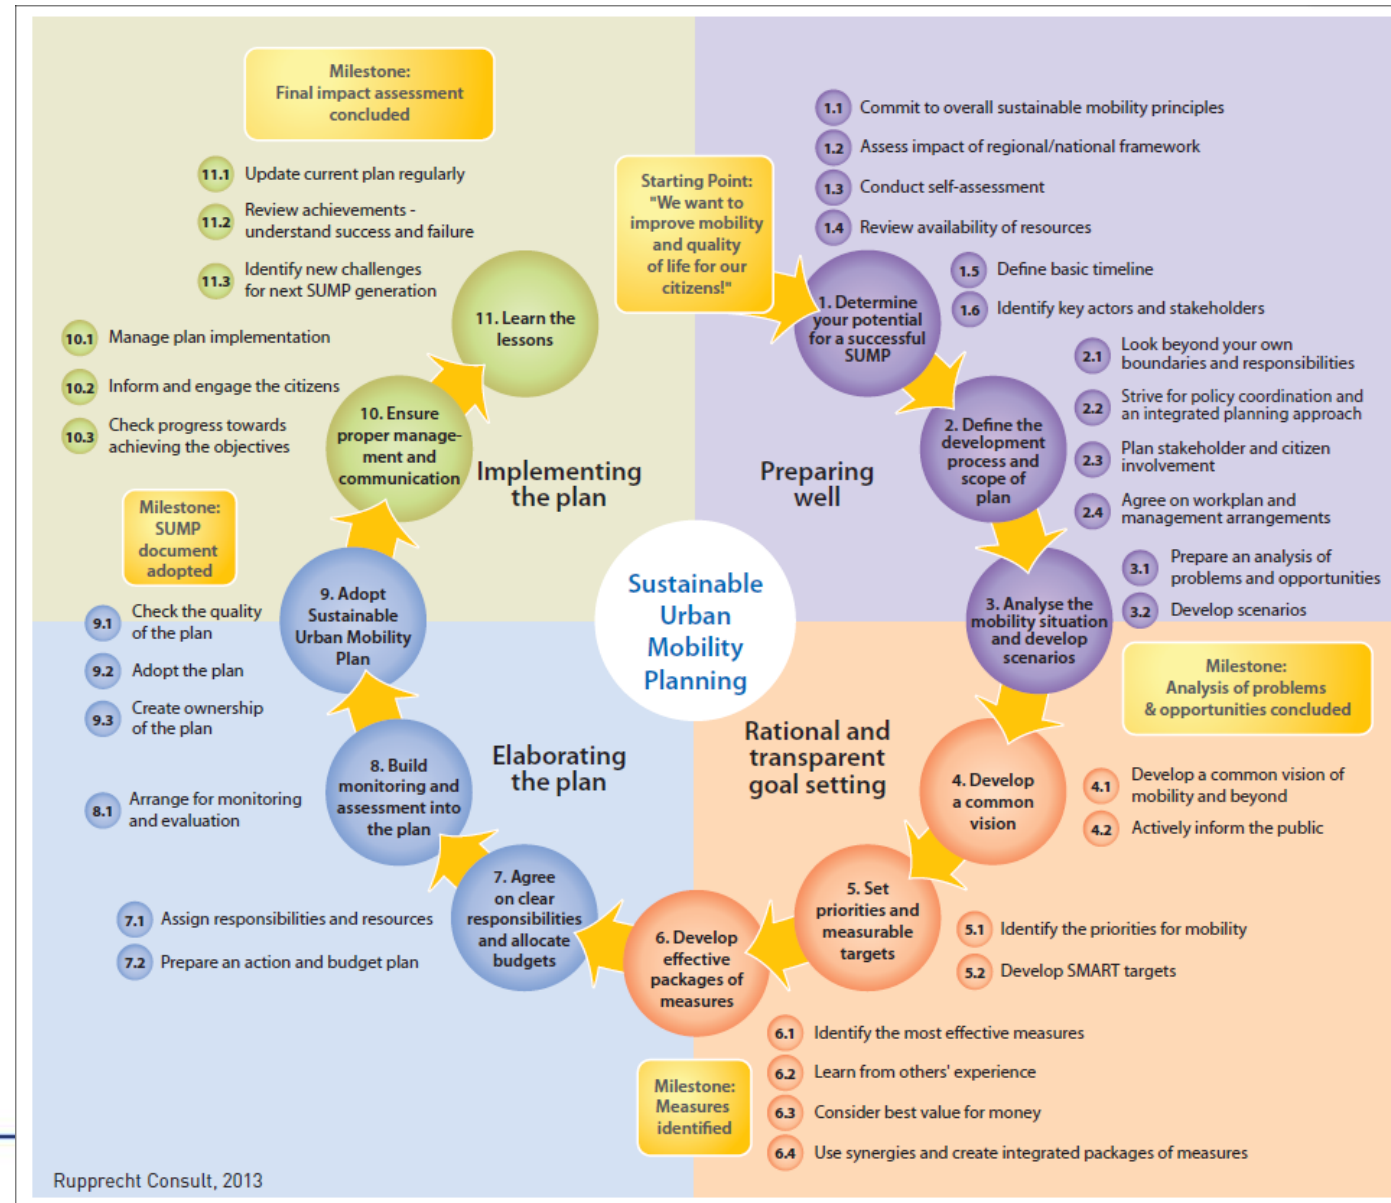 Milestone:
Final impact assessment
concluded
11.1 Update current plan regularly
11.2 Review achievements -
understand success and failure
11.3 Identify new challenges
for next SUMP generation
11. Learn the
lessons
10.1 Manage plan implementation
10.2 Inform and engage the citizens
10.3 Check progress towards
achieving the objectives
10. Ensure
proper manage-
ment and
communication
Implementing
the plan
Starting Point:
"We want to
improve mobility
and quality
of life for our
citizens!"
1.1 Commit to overall sustainable mobility principles
1.2 Assess impact of regional/national framework
1.3 Conduct self-assessment
1.4 Review availability of resources
1.5 Define basic timeline
1.6 Identify key actors and stakeholders
1. Determine
your potential
for a successful
SUMP
2.1 Look beyond your own
boundaries and responsibilities
2.2 Strive for policy coordination and
an integrated planning approach
2.3 Plan stakeholder and citizen
involvement
2.4 Agree on workplan and
management arrangements
2. Define the
development
process and
scope of
plan
Preparing
well
3.1 Prepare an analysis of
problems and opportunities
3.2 Develop scenarios
3. Analyse the
mobility situation
and develop
scenarios
Milestone:
Analysis of problems
& opportunities concluded
Sustainable
Urban
Mobility
Planning
Milestone:
SUMP
document
adopted
9. Adopt
Sustainable
Urban Mobility
Plan
9.1 Check the quality
of the plan
9.2 Adopt the plan
9.3 Create ownership
of the plan
8. Build
monitoring and
assessment into
the plan
8.1 Arrange for monitoring
and evaluation
Elaborating
the plan
Rational and
transparent
goal setting
4. Develop
a common
vision
4.1 Develop a common vision of
mobility and beyond
4.2 Actively inform the public
5. Set
priorities and
measurable
targets
5.1 Identify the priorities for mobility
5.2 Develop SMART targets
7. Agree
on clear
responsibilities
and allocate
budgets
7.1 Assign responsibilities and resources
7.2 Prepare an action and budget plan
6. Develop
effective
packages of
measures
6.1 Identify the most effective measures
6.2 Learn from others' experience
6.3 Consider best value for money
6.4 Use synergies and create integrated packages of measures
Milestone:
Measures
identified
Rupprecht Consult, 2013